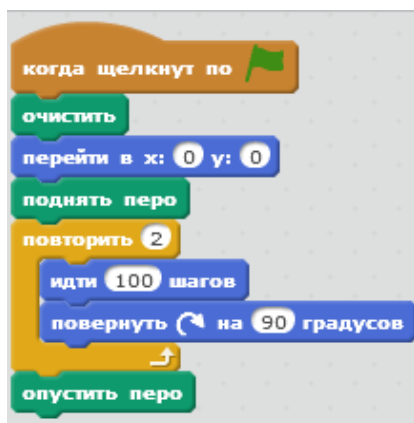 когда щелкнут по
очистить
перейти в x: 0 y: 0
поднять перо
повторить 2
идти 100 шагов
повернуть на 90 градусов
опустить перо